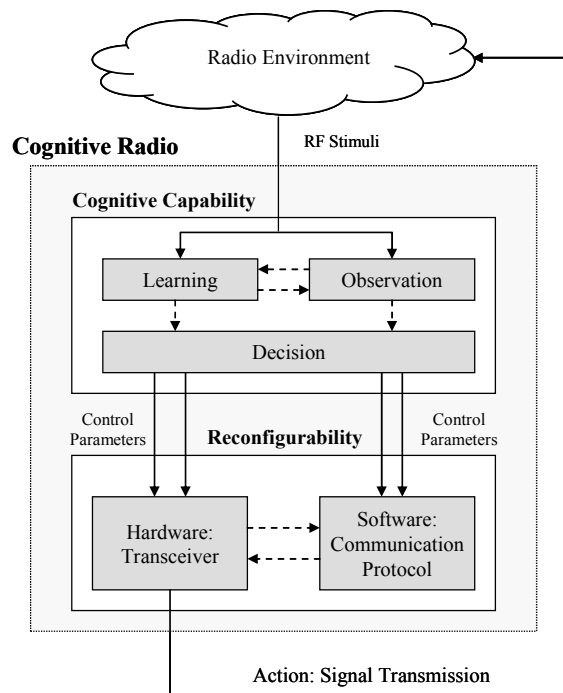 Radio Environment
RF Stimuli
Cognitive Radio
Cognitive Capability
Learning
Observation
Decision
Control
Parameters
Control
Parameters
Reconfigurability
Hardware:
Transceiver
Software:
Communication
Protocol
Action: Signal Transmission